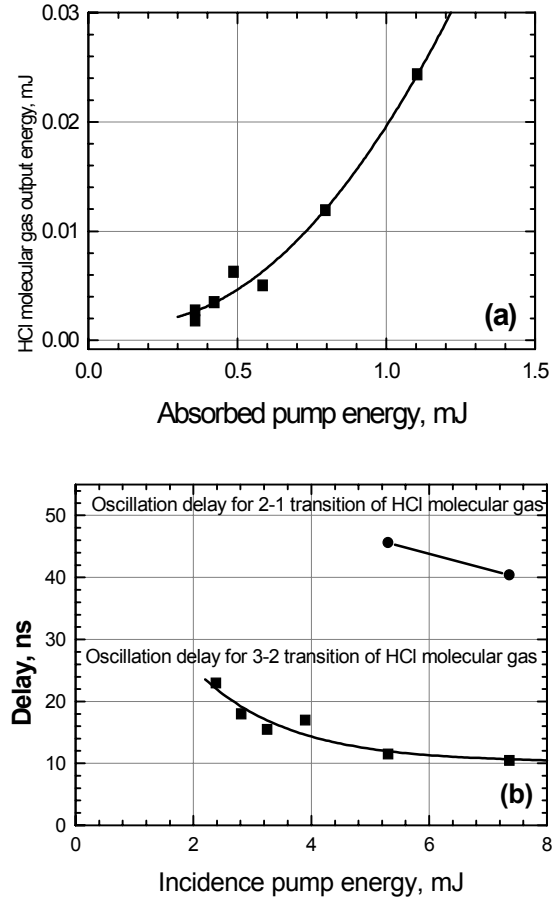 0.03
0.02
0.01
0.00
HCl molecular gas output energy, mJ
(a)
0.0 0.5 1.0 1.5
Absorbed pump energy, mJ
50
40
30
20
10
0
Delay, ns
Oscillation delay for 2-1 transition of HCl molecular gas
Oscillation delay for 3-2 transition of HCl molecular gas
(b)
0 2 4 6 8
Incidence pump energy, mJ